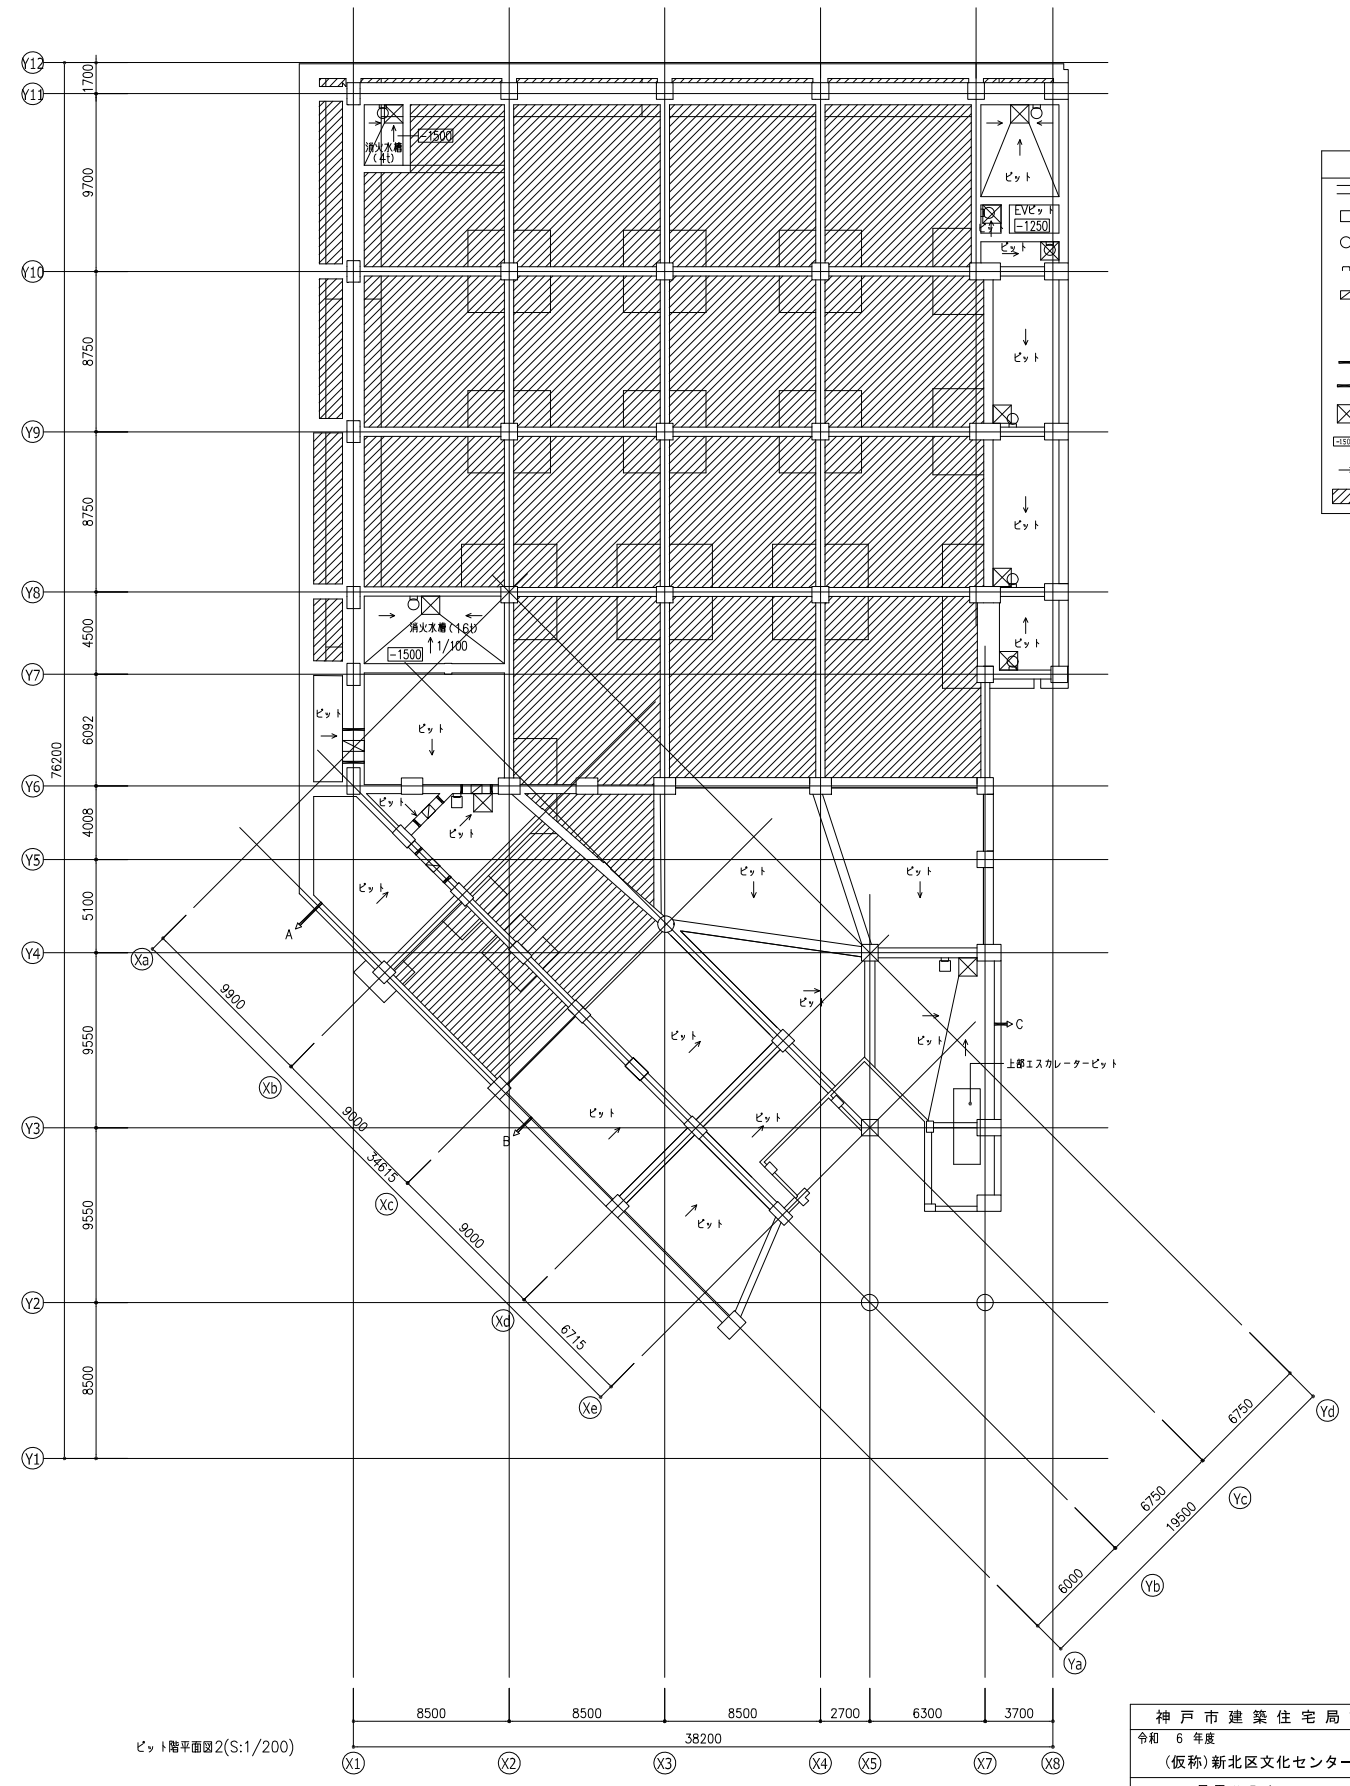 Y12
1700
Y11
9700
Y10
8750
Y9
8750
Y8
4500
Y7
6092
76200
Y6
4008
Y5
5100
Y4
9550
Y3
9550
Y2
8500
Y1
-1500
消火水槽
(4t)
ピット
EVピット
-1250
ピット
ピット
ピット
ピット
消火水槽(16t)
1/100
-1500
ピット
ピット
ピット
ピット
ピット
ピット
ピット
A
ピット
ピット
ピット
C
上部エスカレーターピット
ピット
ピット
B
ピット
Xa
9900
Xb
9000
34615
Xc
9000
Xd
6715
Xe
6750
Yd
6750
Yc
19500
6000
Yb
Ya
8500
8500
8500
2700
6300
3700
38200
X1
X2
X3
X4
X5
X7
X8
ピット階平面図2(S:1/200)
神戸市建築住宅局
令和 6 年度
(仮称)新北区文化センター